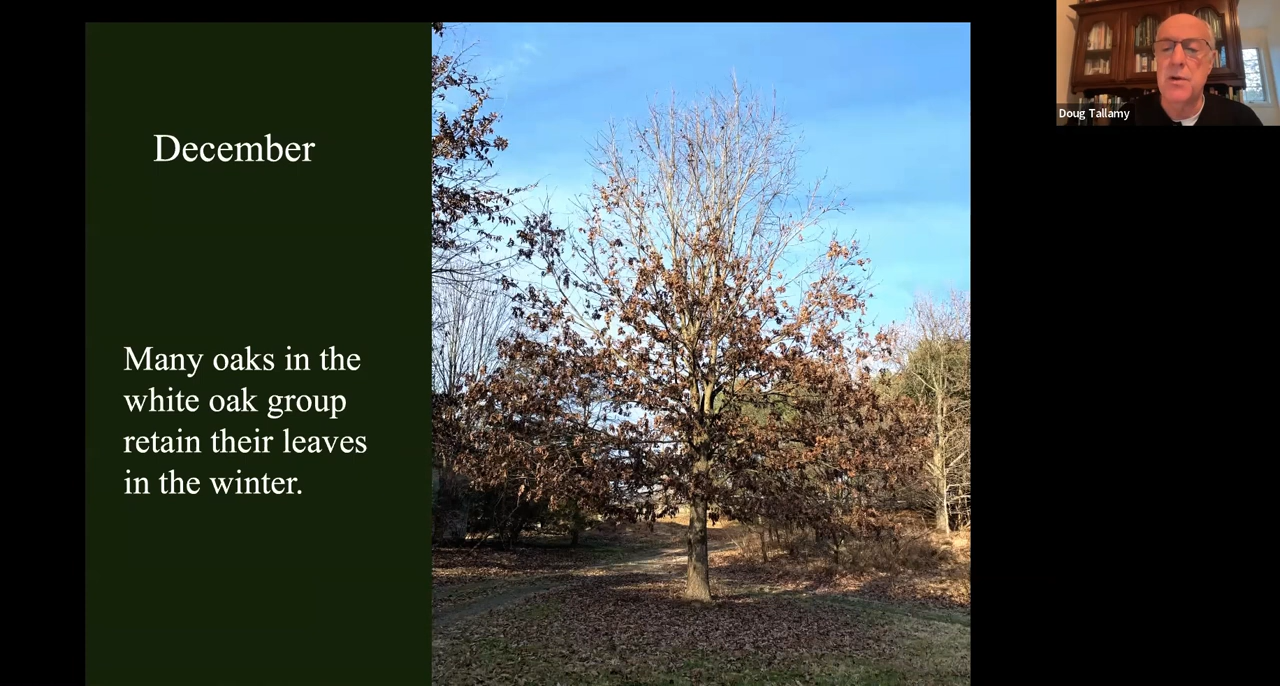 December
Many oaks in the
white oak group
retain their leaves
in the winter.
Doug Tallamy